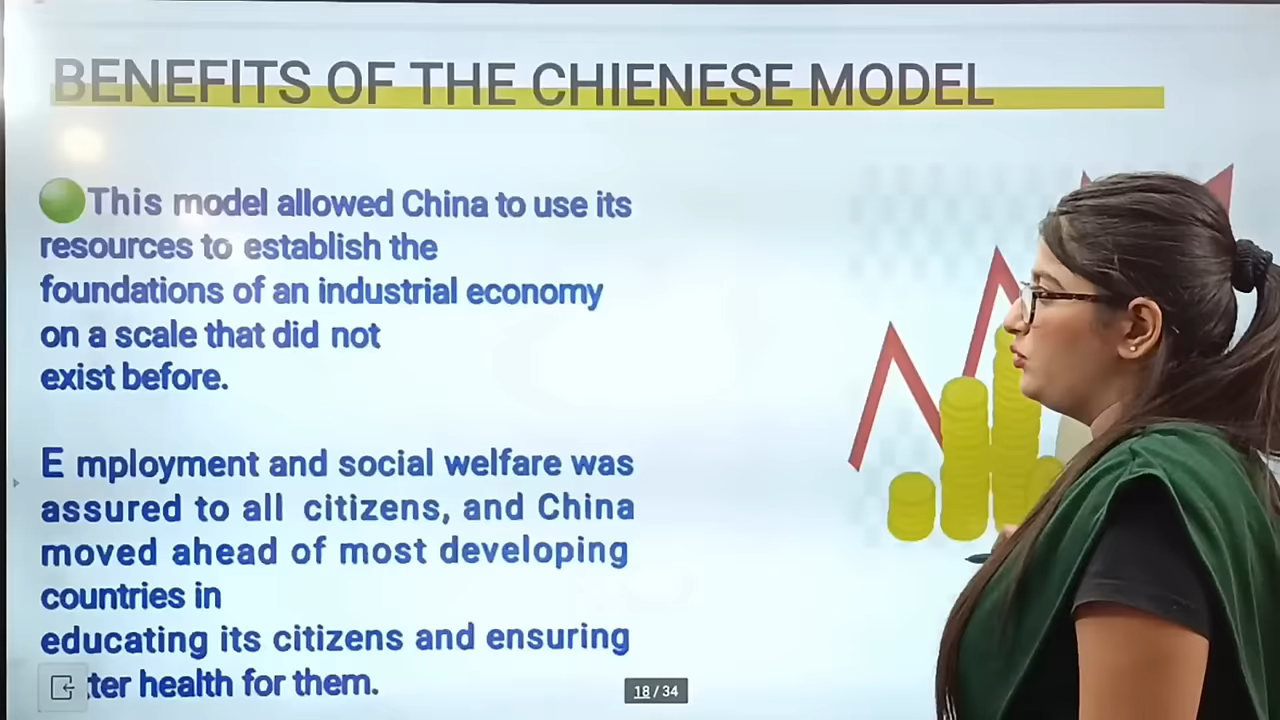 BENEFITS OF THE CHIENESE MODEL
This model allowed China to use its
resources to establish the
foundations of an industrial economy
on a scale that did not
exist before.
E mployment and social welfare was
assured to all citizens, and China
moved ahead of most developing
countries in
educating its citizens and ensuring
tter health for them.
18 / 34